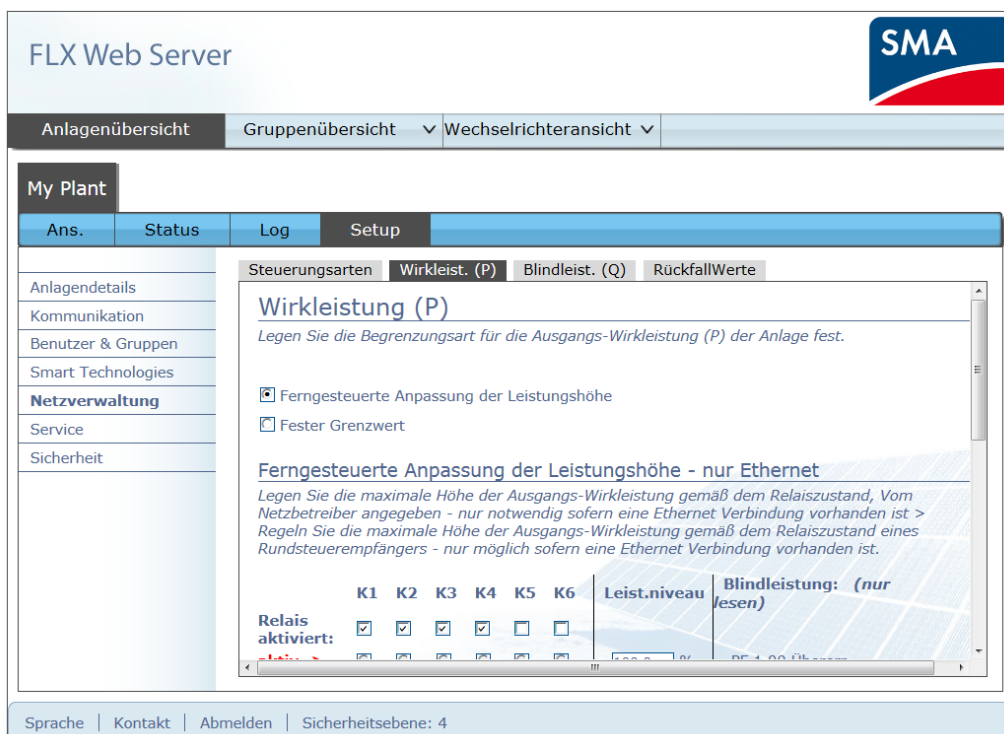 FLX Web Server
SMA
Anlagenübersicht
Gruppenübersicht
Wechselrichteransicht
My Plant
Ans.
Status
Log
Setup
Anlagendetails
Kommunikation
Benutzer & Gruppen
Smart Technologies
Netzverwaltung
Service
Sicherheit
Steuerungsarten
Wirkleist. (P)
Blindleist. (Q)
RückfallWerte
Wirkleistung (P)
Legen Sie die Begrenzungsart für die Ausgangs-Wirkleistung (P) der Anlage fest.
Ferngesteuerte Anpassung der Leistungshöhe
Fester Grenzwert
Ferngesteuerte Anpassung der Leistungshöhe - nur Ethernet
Legen Sie die maximale Höhe der Ausgangs-Wirkleistung gemäß dem Relaiszustand, Vom
Netzbetreiber angegeben - nur notwendig sofern eine Ethernet Verbindung vorhanden ist >
Regeln Sie die maximale Höhe der Ausgangs-Wirkleistung gemäß dem Relaiszustand eines
Rundsteuerempfängers - nur möglich sofern eine Ethernet Verbindung vorhanden ist.
K1 K2 K3 K4 K5 K6 Leist.niveau Blindleistung: (nur
lesen)
Relais
aktiviert:
Sprache | Kontakt | Abmelden | Sicherheitsebene: 4